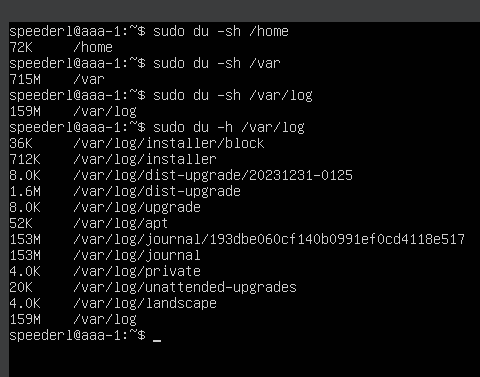 speederl@aaa-1:~$ sudo du -sh /home
72K /home
speederl@aaa-1:~$ sudo du -sh /var
715M /var
speederl@aaa-1:~$ sudo du -sh /var/log
159M /var/log
speederl@aaa-1:~$ sudo du -h /var/log
36K /var/log/installer/block
712K /var/log/installer
8.0K /var/log/dist-upgrade/20231231-0125
1.6M /var/log/dist-upgrade
8.0K /var/log/upgrade
52K /var/log/apt
153M /var/log/journal/193dbe060cf140b0991ef0cd4118e517
153M /var/log/journal
4.0K /var/log/private
20K /var/log/unattended-upgrades
4.0K /var/log/landscape
159M /var/log
speederl@aaa-1:~$ _